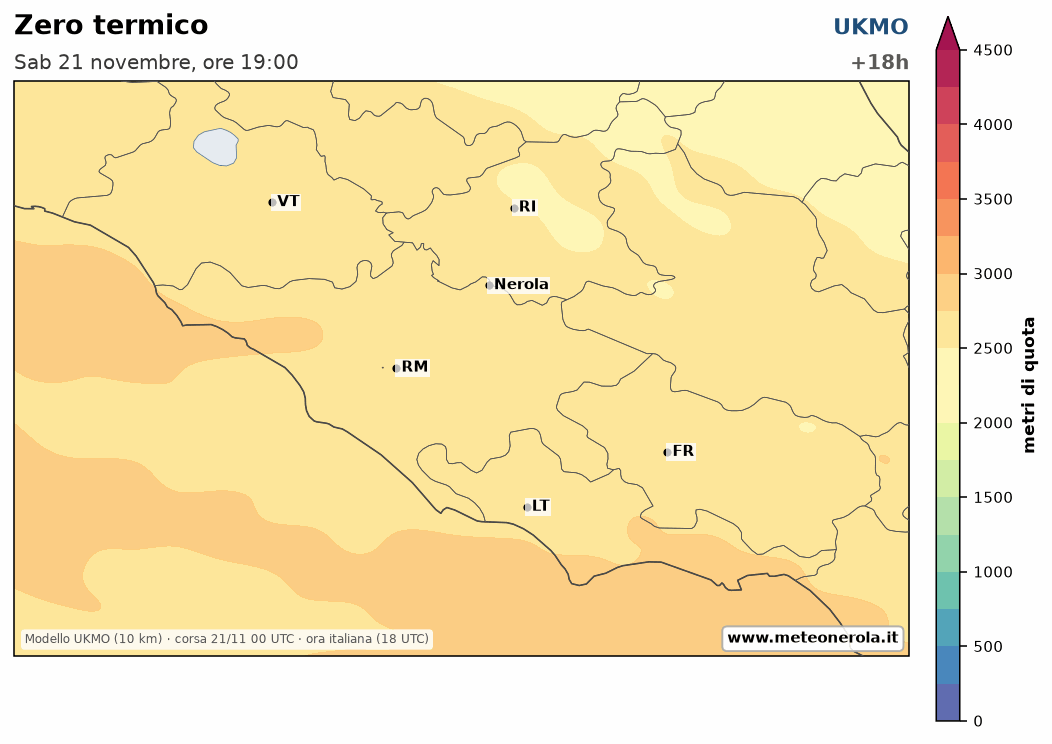 Zero termico
UKMO
Sab 21 novembre, ore 19:00
+18h
VT
RI
Nerola
RM
FR
LT
Modello UKMO (10 km) · corsa 21/11 00 UTC · ora italiana (18 UTC)
www.meteonerola.it
4500
4000
3500
3000
2500
2000
1500
1000
500
0
metri di quota